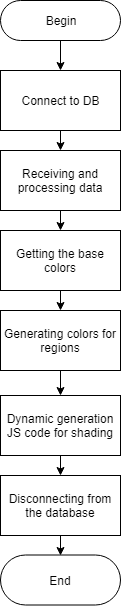 Begin
Connect to DB
Receiving and
processing data
Getting the base
colors
Generating colors for
regions
Dynamic generation
JS code for shading
Disconnecting from
the database
End